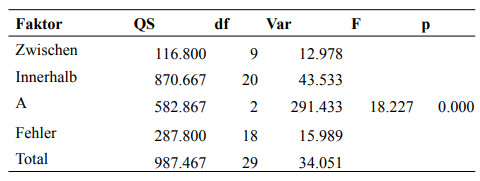 Faktor QS df Var F p
Zwischen 116.800 9 12.978
Innerhalb 870.667 20 43.533
A 582.867 2 291.433 18.227 0.000
Fehler 287.800 18 15.989
Total 987.467 29 34.051